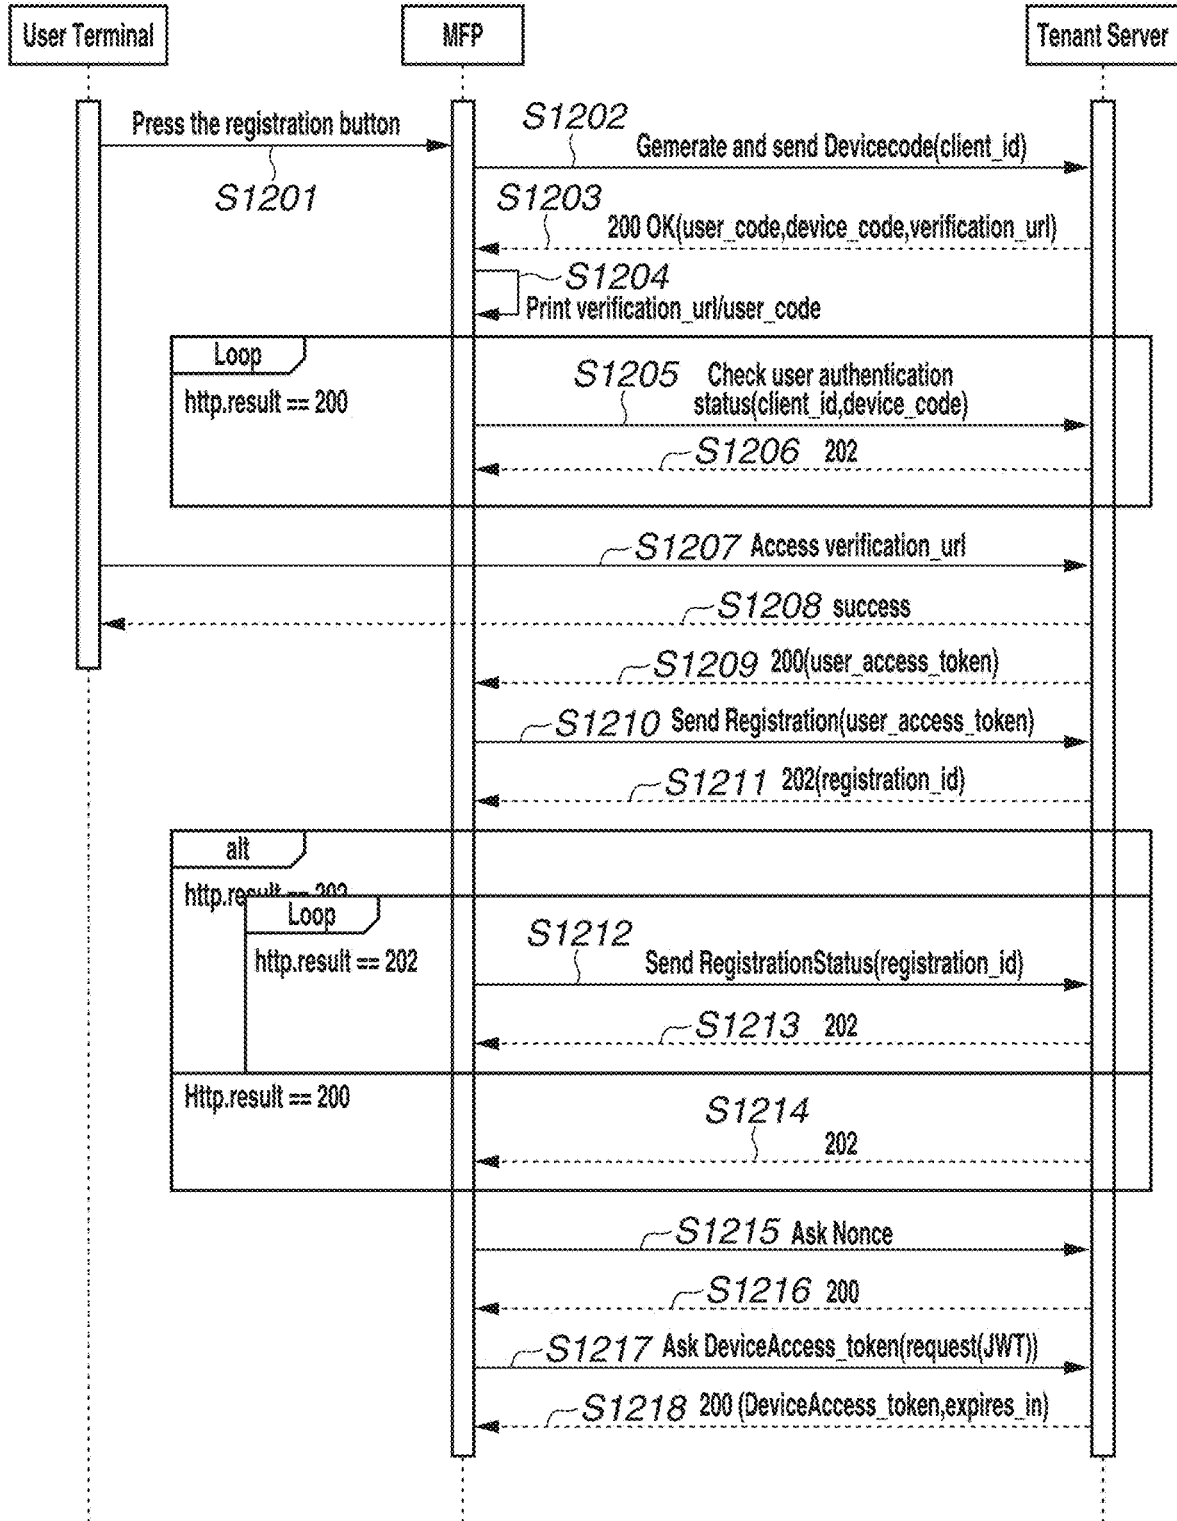 User Terminal
MFP
Tenant Server
Press the registration button
S1201
S1202
Gemerate and send Devicecode(client_id)
S1203
200 OK(user_code,device_code,verification_url)
S1204
Print verification_url/user_code
Loop
http.result == 200
S1205 Check user authentication
status(client_id,device_code)
S1206 202
S1207 Access verification_url
S1208 success
S1209 200(user_access_token)
S1210 Send Registration(user_access_token)
S1211 202(registration_id)
alt
http.result == 202
Loop
http.result == 202
S1212
Send RegistrationStatus(registration_id)
S1213 202
Http.result == 200
S1214
202
S1215 Ask Nonce
S1216 200
S1217 Ask DeviceAccess_token(request(JWT))
S1218 200 (DeviceAccess_token,expires_in)